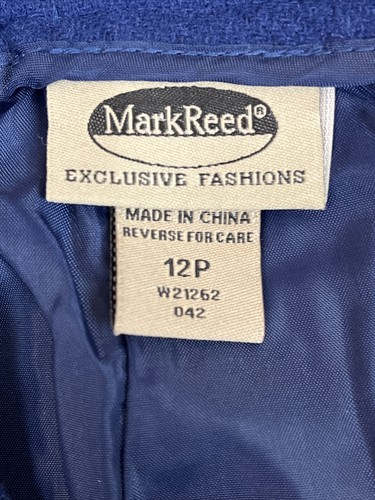 MarkReed®
EXCLUSIVE FASHIONS
MADE IN CHINA
REVERSE FOR CARE
12P
W21262
042